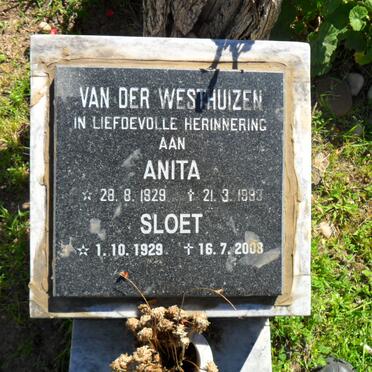 VAN DER WESTHUIZEN
IN LIEFDEVOLLE HERINNERING
AAN
ANITA
☆ 28.8.1929 ✝ 21.3.1993
SLOET
☆ 1.10.1929 ✝ 16.7.2008